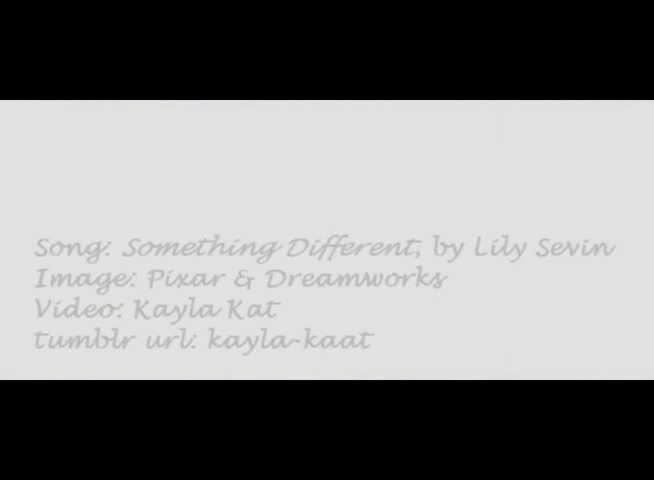 Song: Something Different, by Lily Sevin
Image: Pixar & Dreamworks
Video: Kayla Kat
tumblr url: kayla-kaat